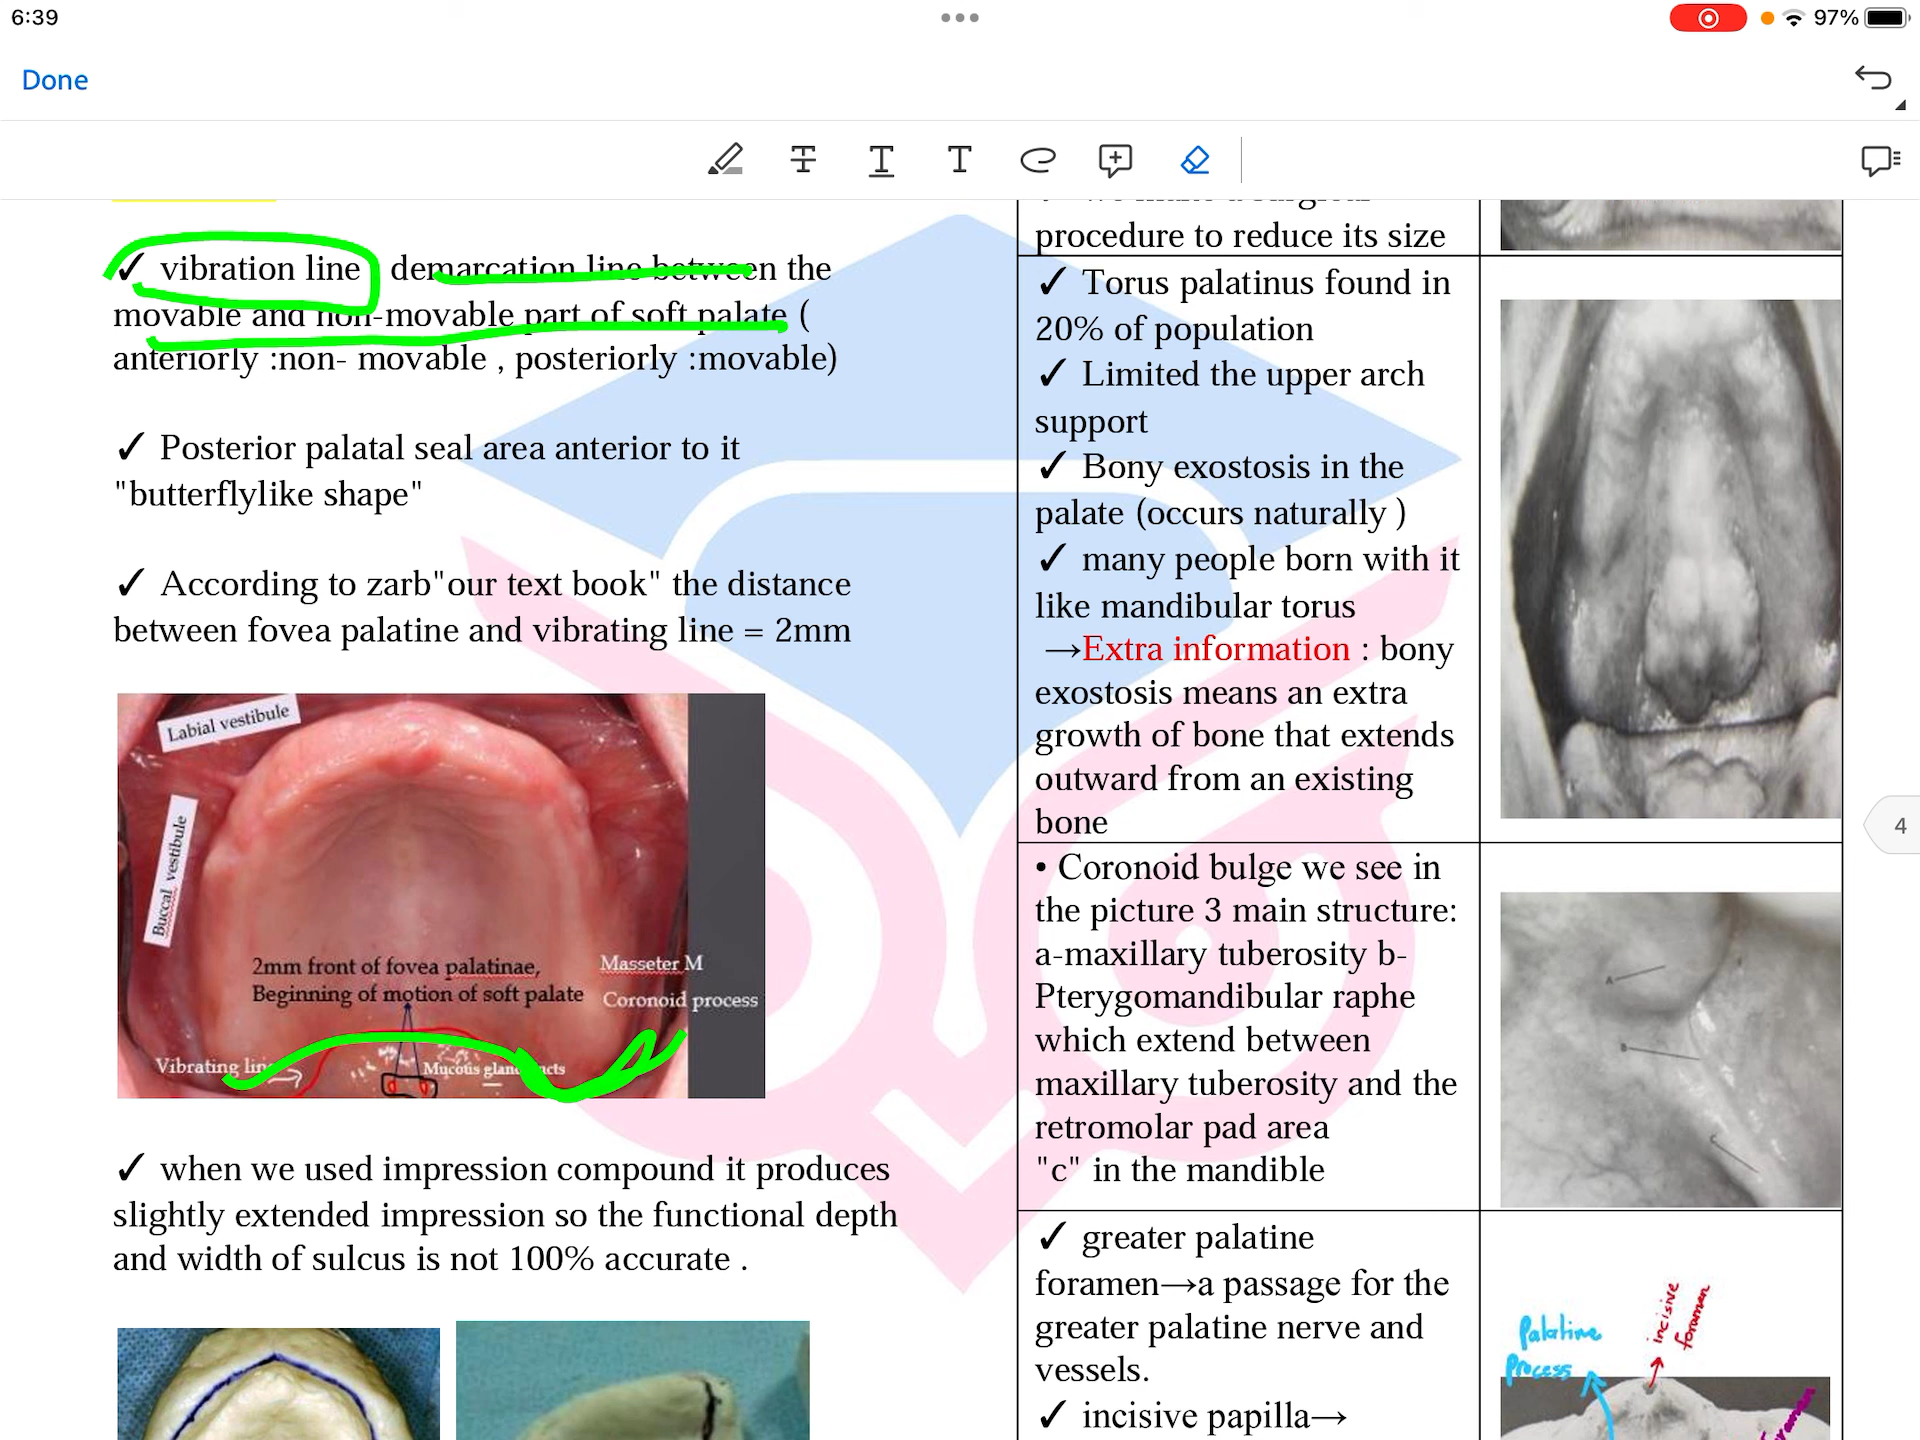 6:39
97%
Done
✓ vibration line demarcation line between the
movable and non-movable part of soft palate (
anteriorly :non- movable , posteriorly :movable)
✓ Posterior palatal seal area anterior to it
"butterflylike shape"
✓ According to zarb"our text book" the distance
between fovea palatine and vibrating line = 2mm
Labial vestibule
Buccal vestibule
2mm front of fovea palatinae,
Beginning of motion of soft palate
Masseter M
Coronoid process
Vibrating line
Mucous gland ducts
✓ when we used impression compound it produces
slightly extended impression so the functional depth
and width of sulcus is not 100% accurate .
procedure to reduce its size
✓ Torus palatinus found in
20% of population
✓ Limited the upper arch
support
✓ Bony exostosis in the
palate (occurs naturally )
✓ many people born with it
like mandibular torus
→Extra information : bony
exostosis means an extra
growth of bone that extends
outward from an existing
bone
• Coronoid bulge we see in
the picture 3 main structure:
a-maxillary tuberosity b-
Pterygomandibular raphe
which extend between
maxillary tuberosity and the
retromolar pad area
"c" in the mandible
A
B
C
✓ greater palatine
foramen→a passage for the
greater palatine nerve and
vessels.
✓ incisive papilla→
Palatine
process
incisive
foramen
4